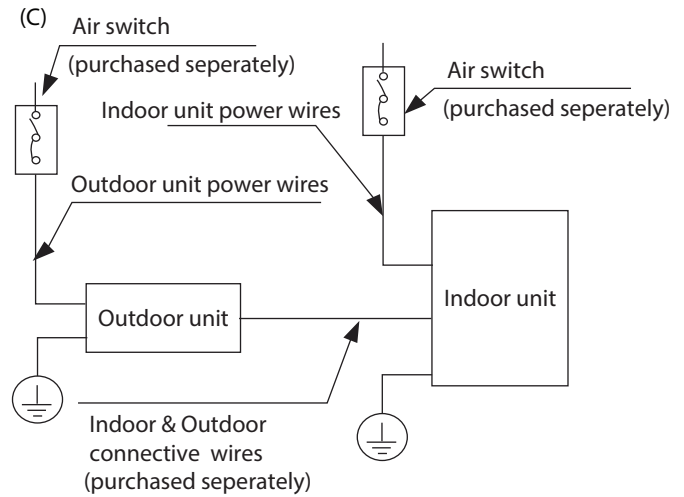 (C)
Air switch
(purchased seperately)
Air switch
(purchased seperately)
Indoor unit power wires
Outdoor unit power wires
Outdoor unit
Indoor unit
Indoor & Outdoor
connective wires
(purchased seperately)